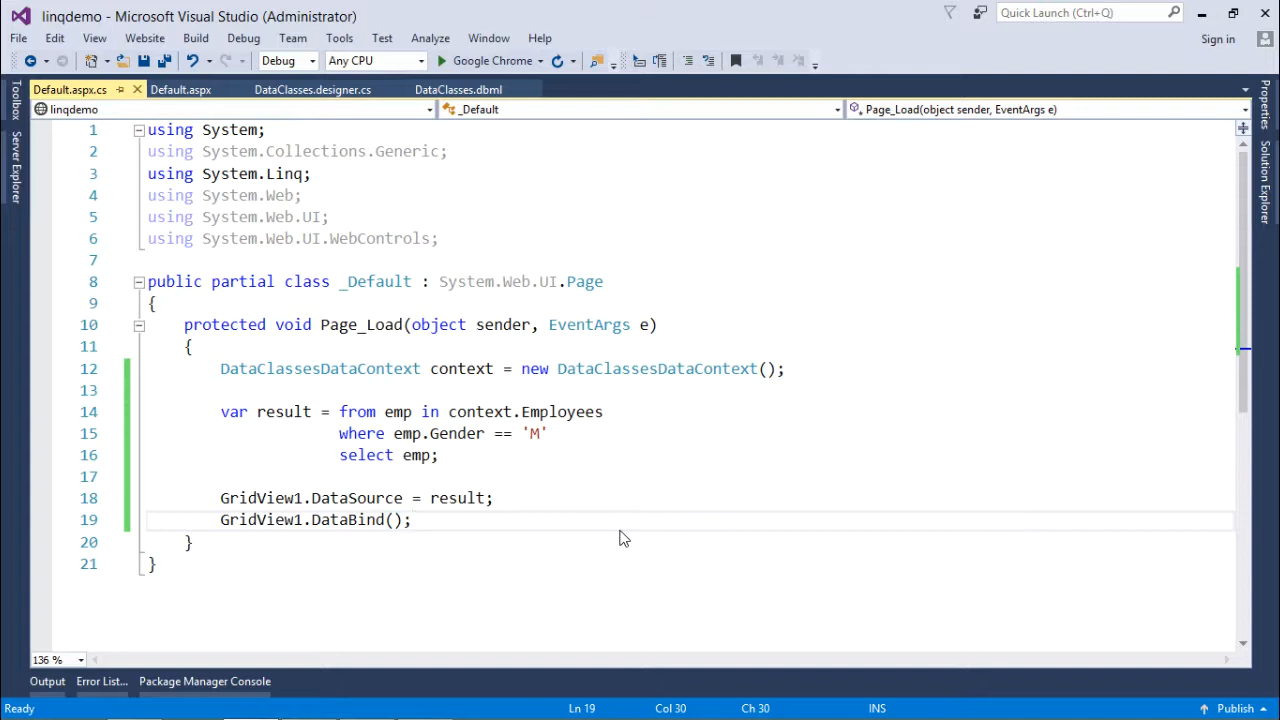 linqdemo - Microsoft Visual Studio (Administrator)
Quick Launch (Ctrl+Q)
File Edit View Website Build Debug Team Tools Test Analyze Window Help
Sign in
Debug Any CPU Google Chrome
Default.aspx.cs Default.aspx DataClasses.designer.cs DataClasses.dbml
linqdemo _Default Page_Load(object sender, EventArgs e)
Toolbox
Server Explorer
Properties
Solution Explorer
1 using System;
2 using System.Collections.Generic;
3 using System.Linq;
4 using System.Web;
5 using System.Web.UI;
6 using System.Web.UI.WebControls;
7
8 public partial class _Default : System.Web.UI.Page
9 {
10 protected void Page_Load(object sender, EventArgs e)
11 {
12 DataClassesDataContext context = new DataClassesDataContext();
13
14 var result = from emp in context.Employees
15 where emp.Gender == 'M'
16 select emp;
17
18 GridView1.DataSource = result;
19 GridView1.DataBind();
20 }
21 }
136 %
Output Error List... Package Manager Console
Ready Ln 19 Col 30 Ch 30 INS Publish